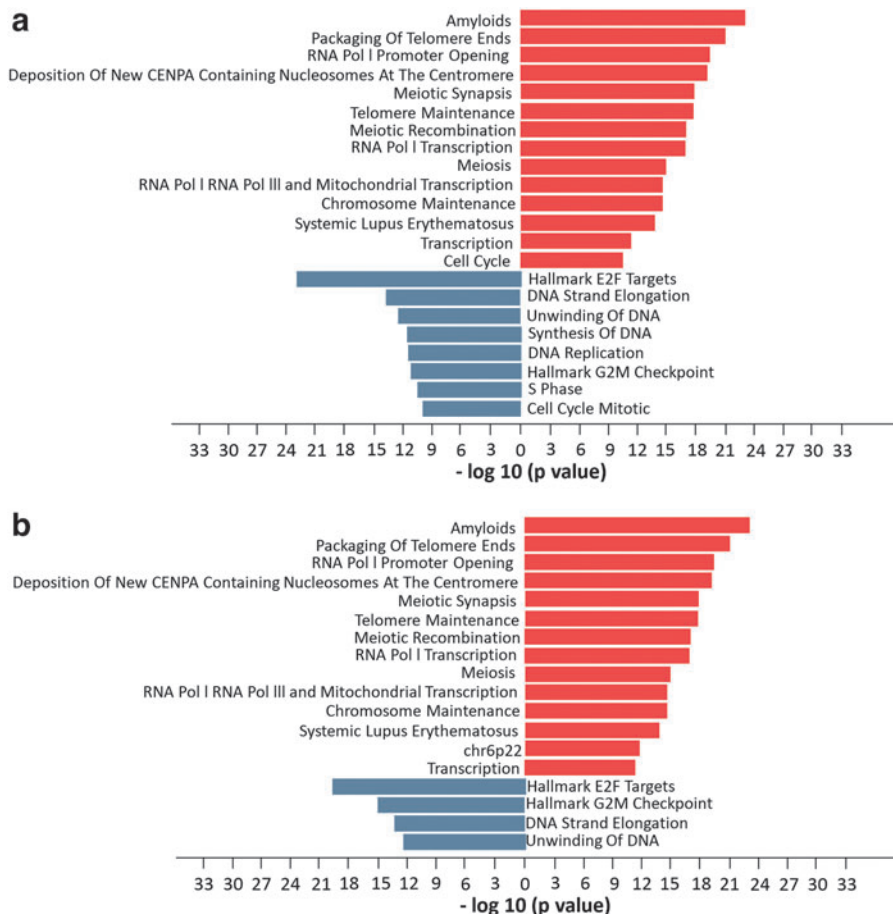 a
Amyloids
Packaging Of Telomere Ends
RNA Pol I Promoter Opening
Deposition Of New CENPA Containing Nucleosomes At The Centromere
Meiotic Synapsis
Telomere Maintenance
Meiotic Recombination
RNA Pol I Transcription
Meiosis
RNA Pol I RNA Pol III and Mitochondrial Transcription
Chromosome Maintenance
Systemic Lupus Erythematosus
Transcription
Cell Cycle
Hallmark E2F Targets
DNA Strand Elongation
Unwinding Of DNA
Synthesis Of DNA
DNA Replication
Hallmark G2M Checkpoint
S Phase
Cell Cycle Mitotic
33 30 27 24 21 18 15 12 9 6 3 0 3 6 9 12 15 18 21 24 27 30 33
- log 10 (p value)
b
Amyloids
Packaging Of Telomere Ends
RNA Pol I Promoter Opening
Deposition Of New CENPA Containing Nucleosomes At The Centromere
Meiotic Synapsis
Telomere Maintenance
Meiotic Recombination
RNA Pol I Transcription
Meiosis
RNA Pol I RNA Pol III and Mitochondrial Transcription
Chromosome Maintenance
Systemic Lupus Erythematosus
chr6p22
Transcription
Hallmark E2F Targets
Hallmark G2M Checkpoint
DNA Strand Elongation
Unwinding Of DNA
33 30 27 24 21 18 15 12 9 6 3 0 3 6 9 12 15 18 21 24 27 30 33
- log 10 (p value)